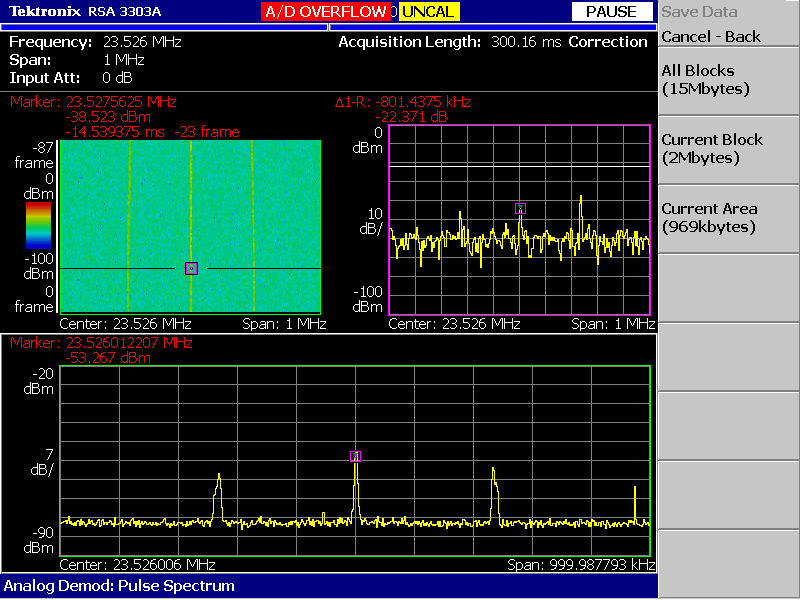 Tektronix RSA 3303A A/D OVERFLOW UNCAL PAUSE
Frequency: 23.526 MHz Acquisition Length: 300.16 ms Correction
Span: 1 MHz
Input Att: 0 dB
Marker: 23.5275625 MHz
-38.523 dBm
-14.539375 ms -23 frame
-87
frame
0
dBm
-100
dBm
0
frame
Center: 23.526 MHz Span: 1 MHz
Δ1-R: -801.4375 kHz
-22.371 dB
0
dBm
10
dB/
-100
dBm
Center: 23.526 MHz Span: 1 MHz
Marker: 23.526012207 MHz
-53.267 dBm
-20
dBm
7
dB/
-90
dBm
Center: 23.526006 MHz Span: 999.987793 kHz
Analog Demod: Pulse Spectrum
Save Data
Cancel - Back
All Blocks
(15Mbytes)
Current Block
(2Mbytes)
Current Area
(969kbytes)